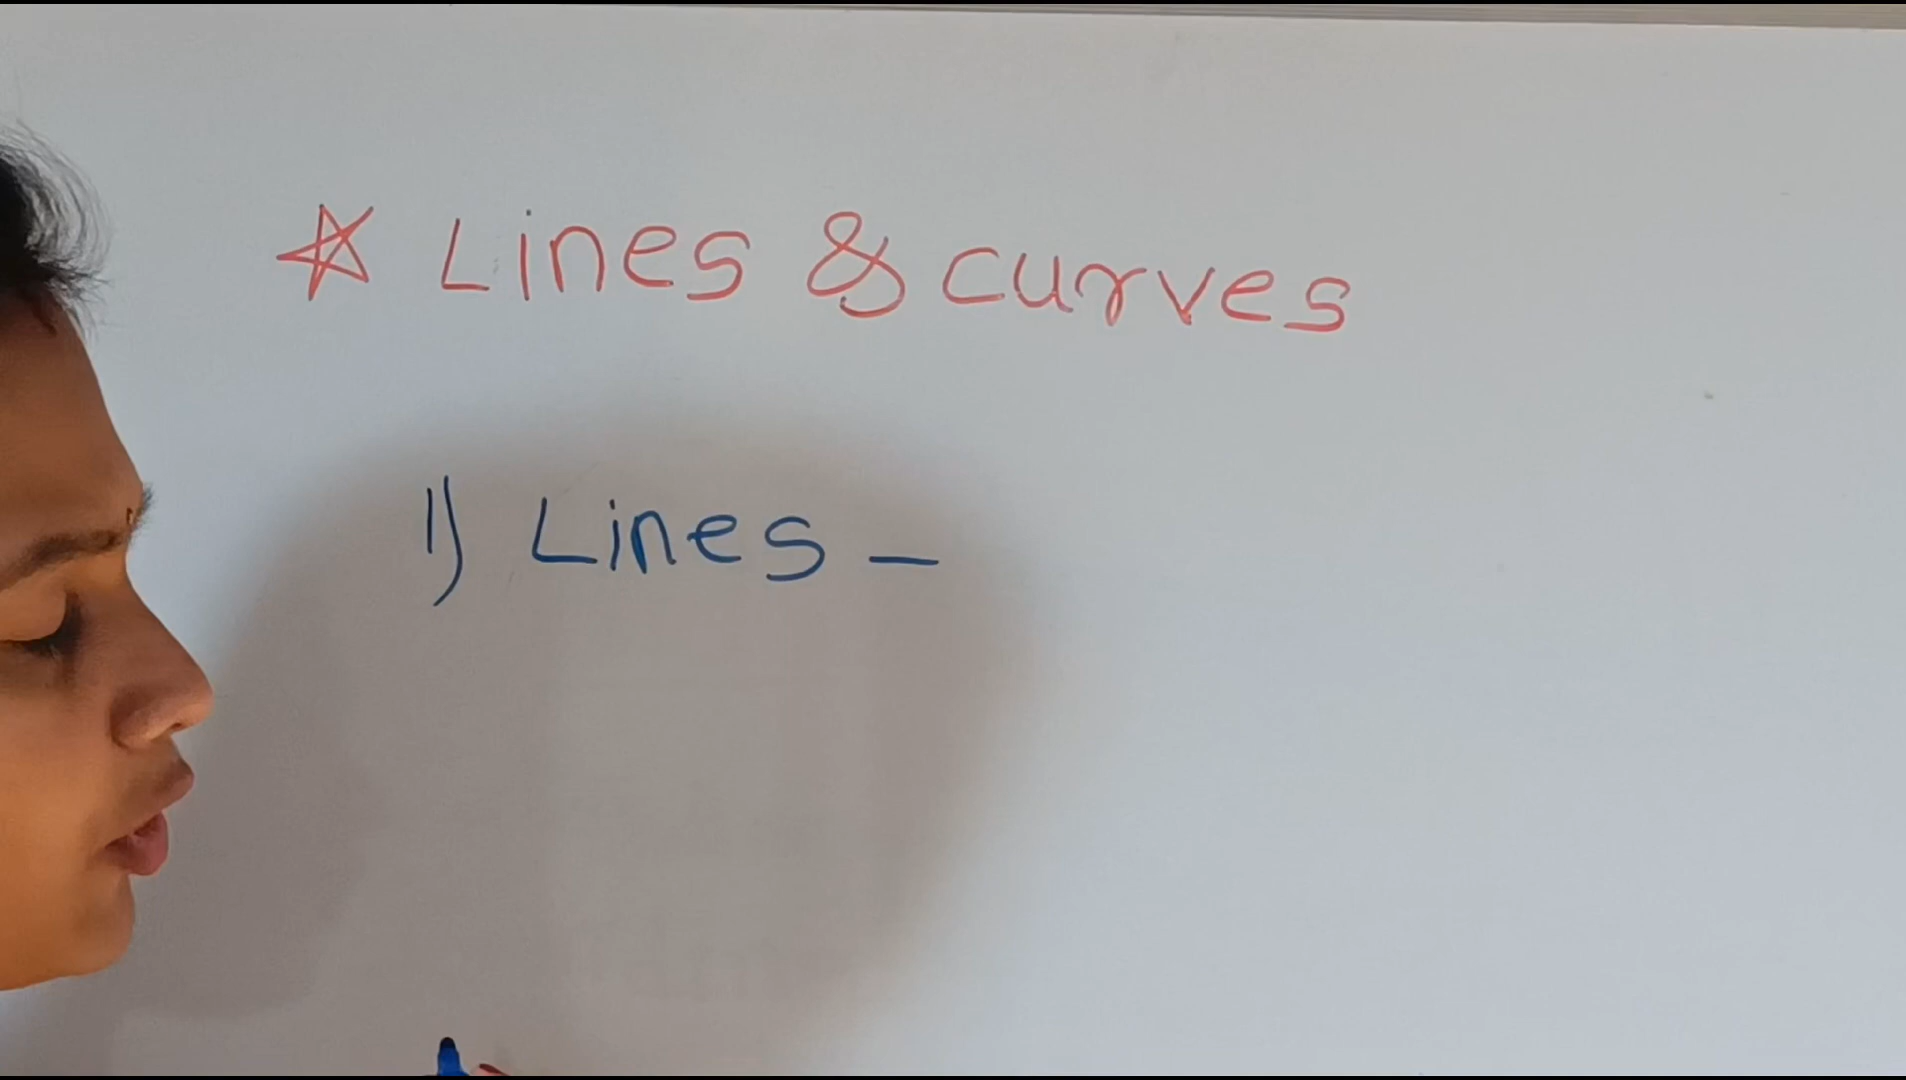 ☆ Lines & curves
1) Lines -